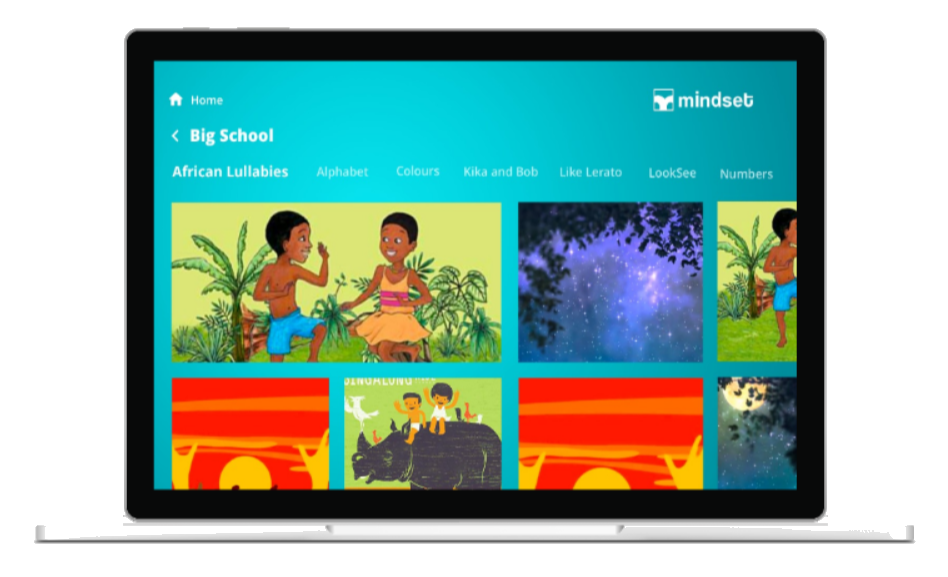 Home
mindset
Big School
African Lullabies Alphabet Colours Kika and Bob Like Lerato LookSee Numbers
SINGALONG